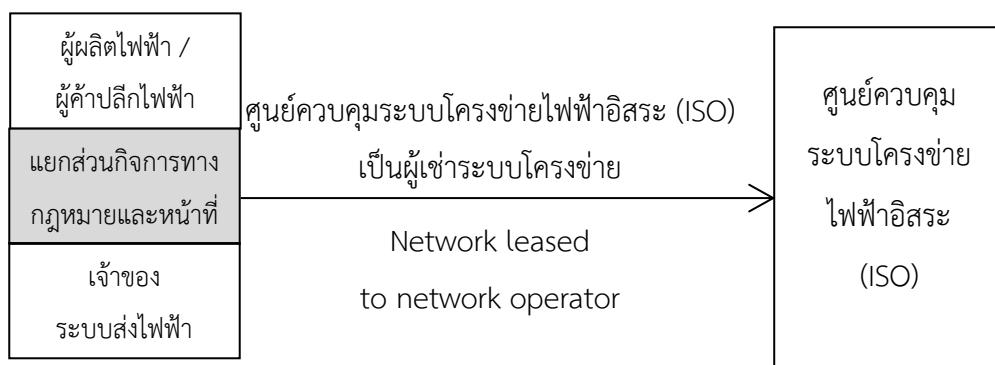 ผู้ผลิตไฟฟ้า /
ผู้ค้าปลีกไฟฟ้า
แยกส่วนกิจการทาง
กฎหมายและหน้าที่
เจ้าของ
ระบบส่งไฟฟ้า
ศูนย์ควบคุมระบบโครงข่ายไฟฟ้าอิสระ (ISO)
เป็นผู้เช่าระบบโครงข่าย
Network leased
to network operator
ศูนย์ควบคุม
ระบบโครงข่าย
ไฟฟ้าอิสระ
(ISO)